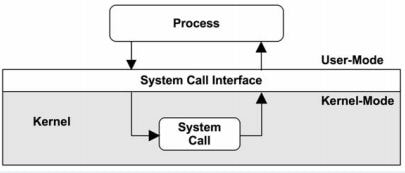 Process
User-Mode
System Call Interface
Kernel-Mode
Kernel
System
Call